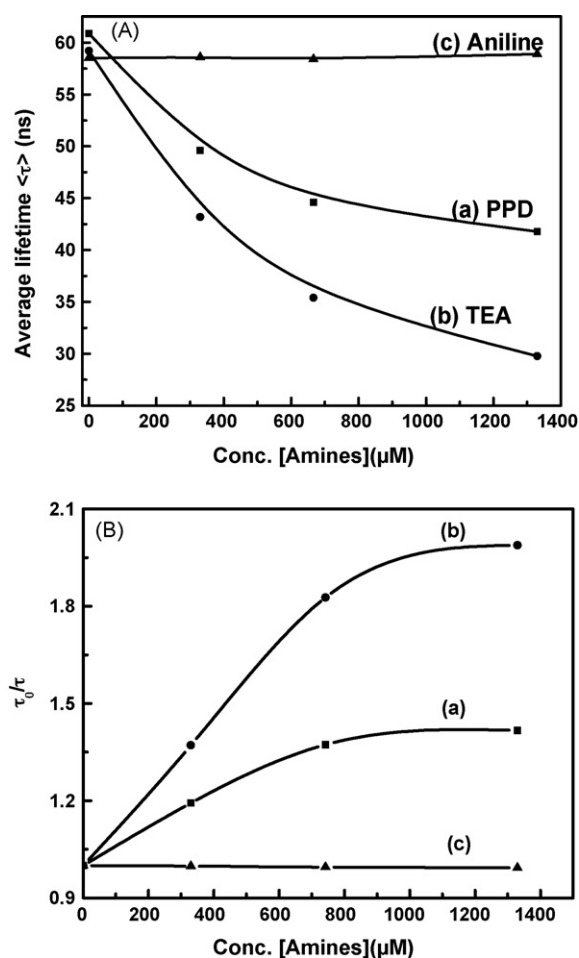 (A)
60
55
50
45
40
35
30
25
Average lifetime <τ> (ns)
(c) Aniline
(a) PPD
(b) TEA
0 200 400 600 800 1000 1200 1400
Conc. [Amines](μM)
(B)
2.1
1.8
1.5
1.2
0.9
τ₀/τ
(b)
(a)
(c)
0 200 400 600 800 1000 1200 1400
Conc. [Amines](μM)